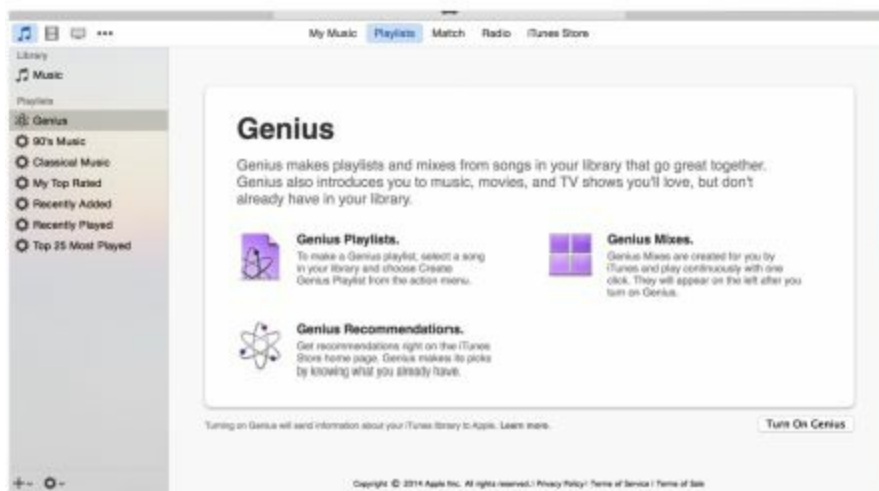 My Music Playlists Match Radio iTunes Store
Library
Music
Playlists
Genius
90's Music
Classical Music
My Top Rated
Recently Added
Recently Played
Top 25 Most Played
Genius
Genius makes playlists and mixes from songs in your library that go great together.
Genius also introduces you to music, movies, and TV shows you'll love, but don't
already have in your library.
Genius Playlists.
To make a Genius playlist, select a song
in your library and choose Create
Genius Playlist from the action menu.
Genius Mixes.
Genius Mixes are created for you by
iTunes and play continuously with one
click. They will appear on the left after you
turn on Genius.
Genius Recommendations.
Get recommendations right on the iTunes
Store home page. Genius makes its picks
by knowing what you already have.
Turning on Genius will send information about your iTunes library to Apple. Learn more.
Turn On Genius
Copyright © 2014 Apple Inc. All rights reserved. | Privacy Policy | Terms of Service | Terms of Sale